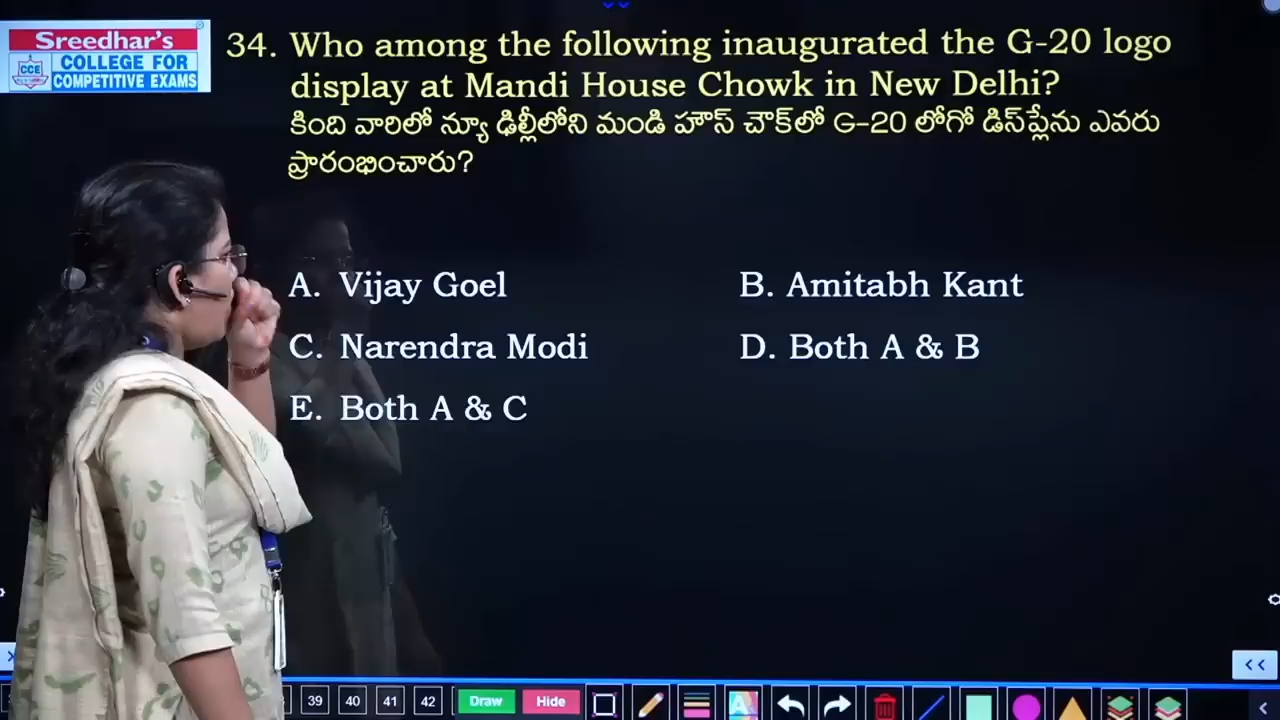 Sreedhar's
CCE
COLLEGE FOR
COMPETITIVE EXAMS
34. Who among the following inaugurated the G-20 logo
display at Mandi House Chowk in New Delhi?
కింది వారిలో న్యూ ఢిల్లీలోని మండి హౌస్ చౌక్‌లో G-20 లోగో డిస్‌ప్లేను ఎవరు
ప్రారంభించారు?
A. Vijay Goel
B. Amitabh Kant
C. Narendra Modi
D. Both A & B
E. Both A & C
39 40 41 42 Draw Hide A